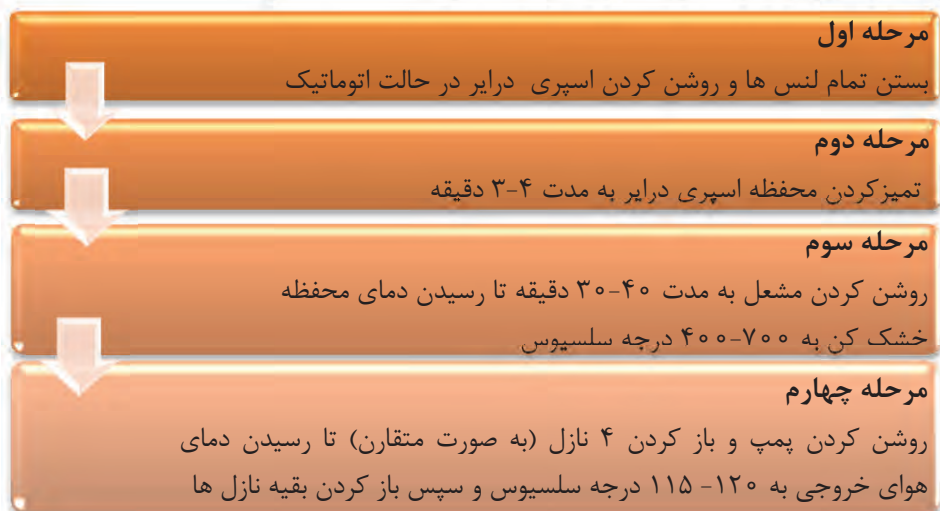 مرحله اول
بستن تمام لنس ها و روشن کردن اسپری درایر در حالت اتوماتیک
مرحله دوم
تمیزکردن محفظه اسپری درایر به مدت ۴-۳ دقیقه
مرحله سوم
روشن کردن مشعل به مدت ۴۰-۳۰ دقیقه تا رسیدن دمای محفظه
خشک کن به ۷۰۰-۴۰۰ درجه سلسیوس
مرحله چهارم
روشن کردن پمپ و باز کردن ۴ نازل (به صورت متقارن) تا رسیدن دمای
هوای خروجی به ۱۲۰- ۱۱۵ درجه سلسیوس و سپس باز کردن بقیه نازل ها